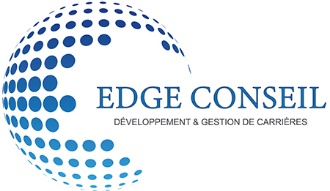 EDGE CONSEIL
DÉVELOPPEMENT & GESTION DE CARRIÈRES